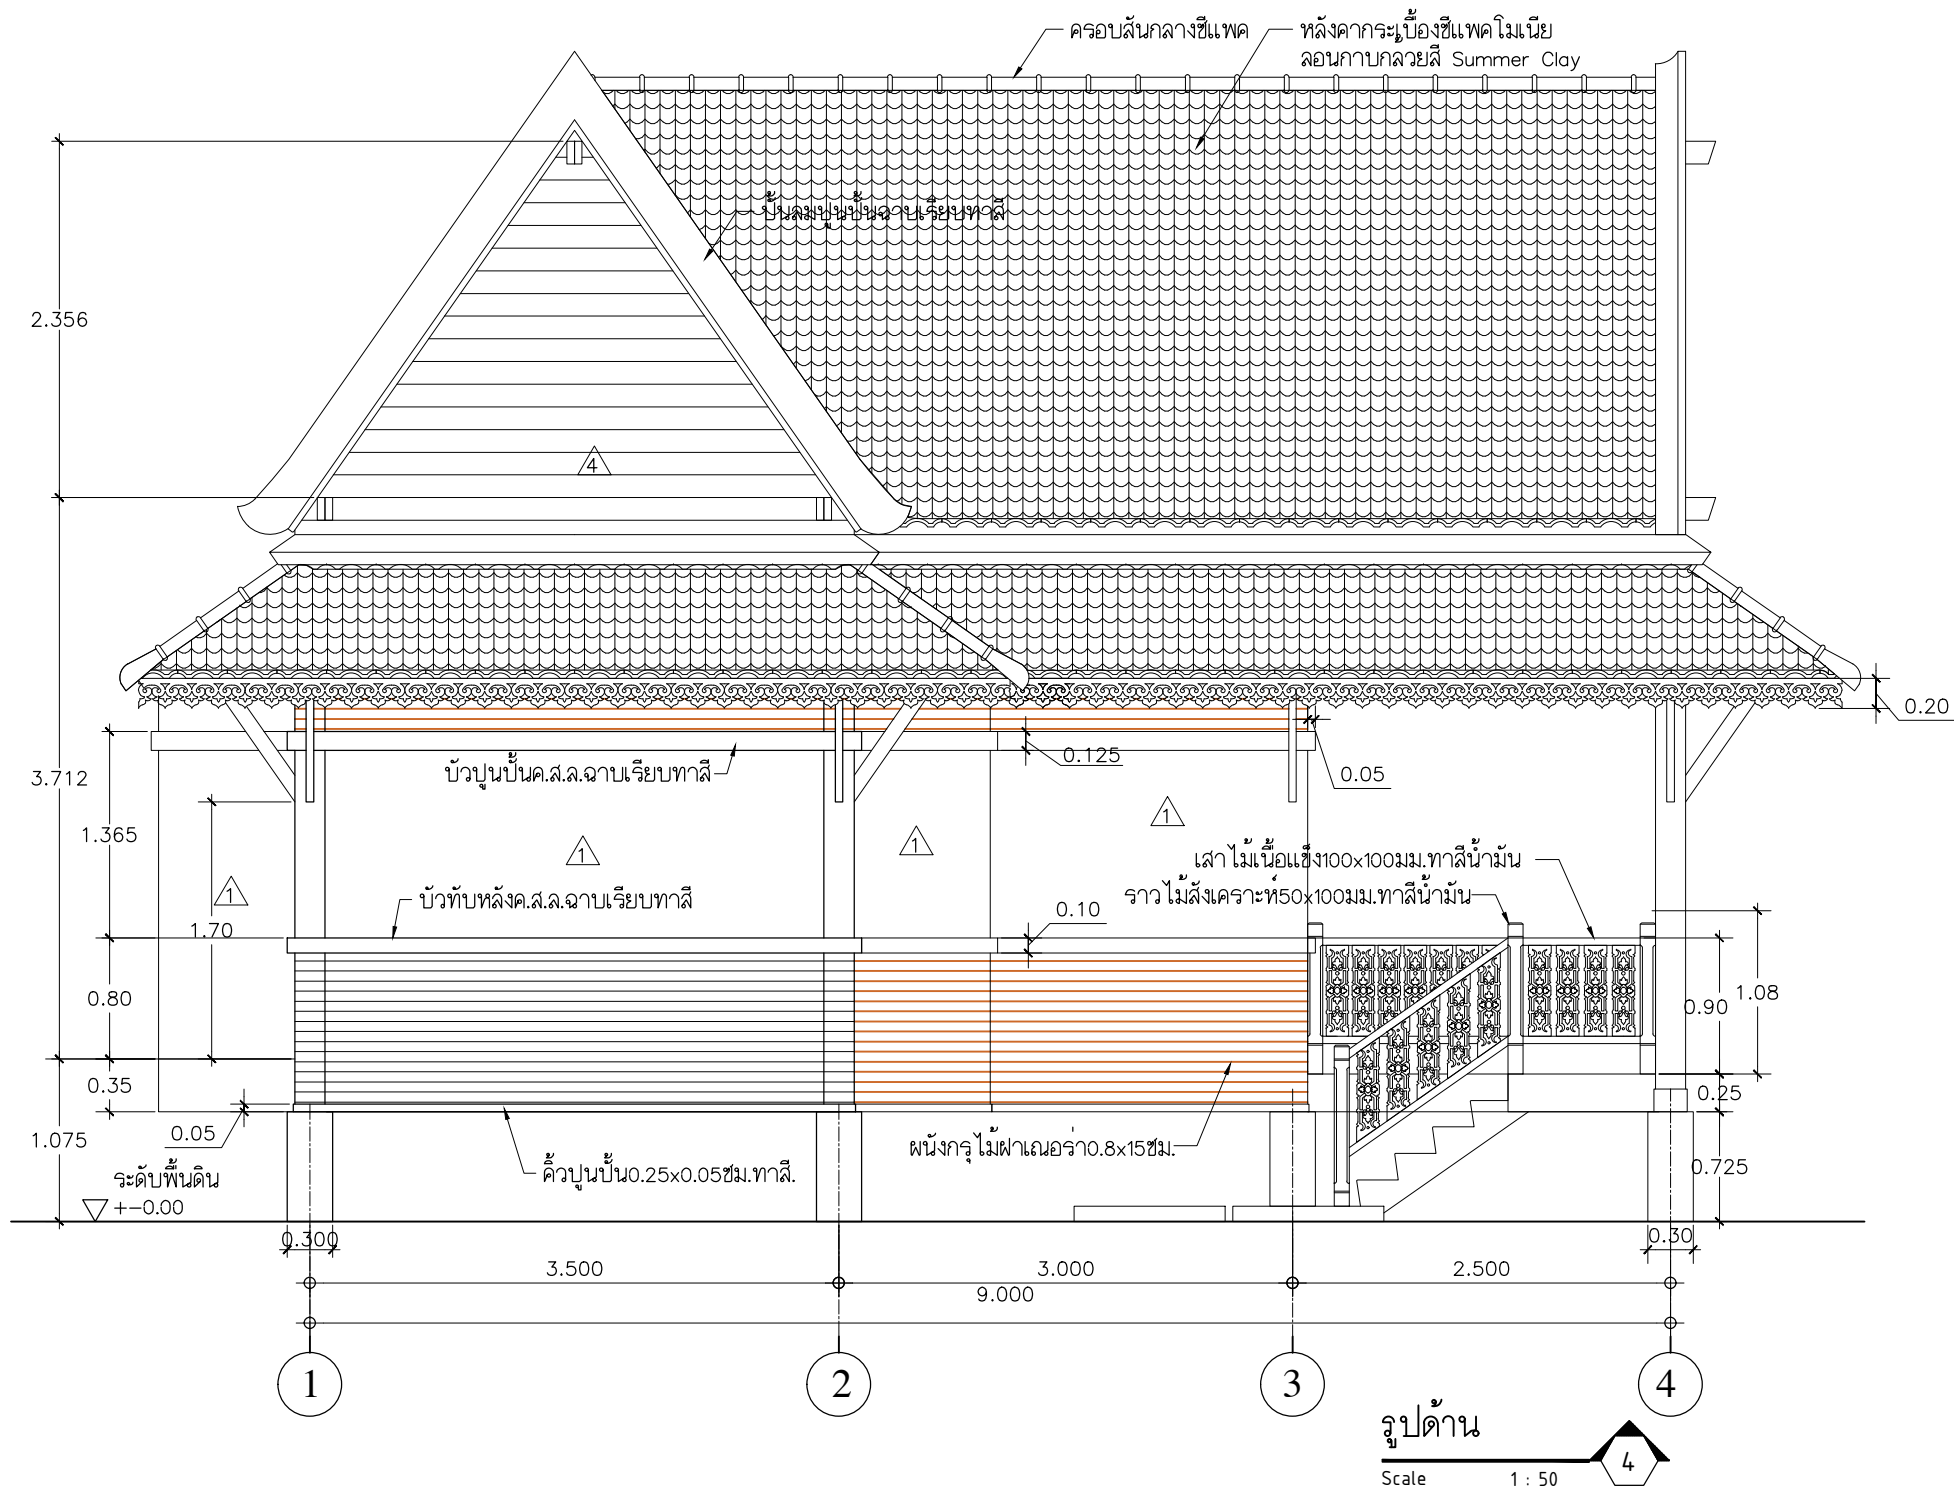 ครอบสันกลางซีแพค
หลังคากระเบื้องซีแพคโมเนีย
ลอนกาบกล้วยสี Summer Clay
ปั้นลมปูนปั้นฉาบเรียบทาสี
2.356
4
0.20
3.712
บัวปูนปั้นค.ส.ล.ฉาบเรียบทาสี
0.125
0.05
1.365
1
1
1
1
เสาไม้เนื้อแข็ง100x100มม.ทาสีน้ำมัน
ราวไม้สังเคราะห์50x100มม.ทาสีน้ำมัน
บัวทับหลังค.ส.ล.ฉาบเรียบทาสี
0.10
1.70
0.80
0.90
1.08
0.35
0.25
0.05
1.075
ผนังกรุไม้ฝาเฌอร่า0.8x15ซม.
คิ้วปูนปั้น0.25x0.05ซม.ทาสี.
0.725
ระดับพื้นดิน
+-0.00
0.300
0.30
3.500
3.000
2.500
9.000
1
2
3
4
รูปด้าน
4
Scale 1 : 50